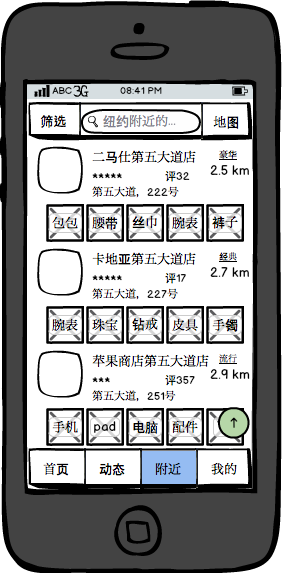 ABC 3G 08:41 PM
筛选 纽约附近的... 地图
二马仕第五大道店 豪华
***** 评32 2.5 km
第五大道，222号
包包 腰带 丝巾 腕表 裤子
卡地亚第五大道店 经典
***** 评17 2.7 km
第五大道，227号
腕表 珠宝 钻戒 皮具 手镯
苹果商店第五大道店 流行
*** 评357 2.9 km
第五大道，251号
手机 pad 电脑 配件
首页 动态 附近 我的